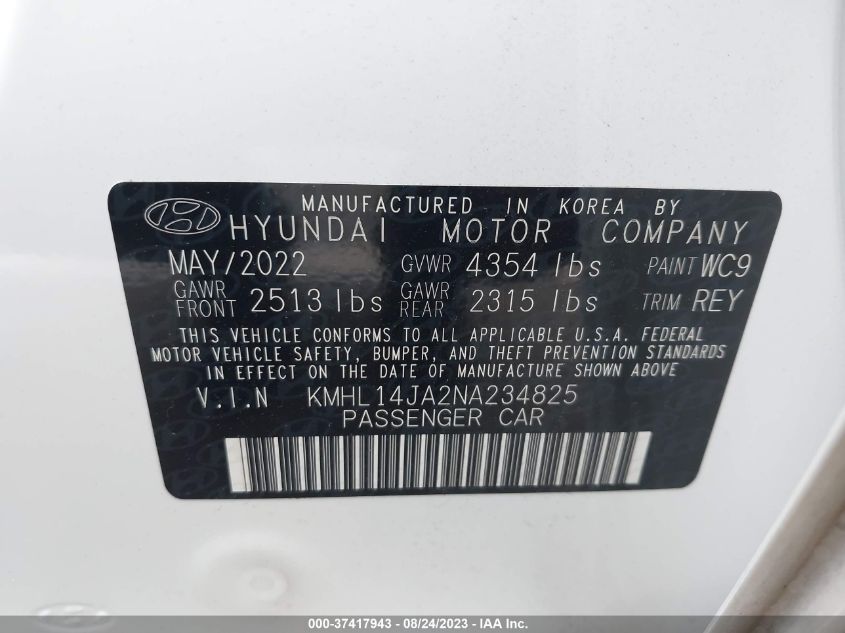 MANUFACTURED IN KOREA BY
HYUNDAI MOTOR COMPANY
MAY/2022 GVWR 4354 lbs PAINT WC9
GAWR FRONT 2513 lbs GAWR REAR 2315 lbs TRIM REY
THIS VEHICLE CONFORMS TO ALL APPLICABLE U.S.A. FEDERAL
MOTOR VEHICLE SAFETY, BUMPER, AND THEFT PREVENTION STANDARDS
IN EFFECT ON THE DATE OF MANUFACTURE SHOWN ABOVE
V.I.N KMHL14JA2NA234825
PASSENGER CAR
000-37417943 - 08/24/2023 - IAA Inc.